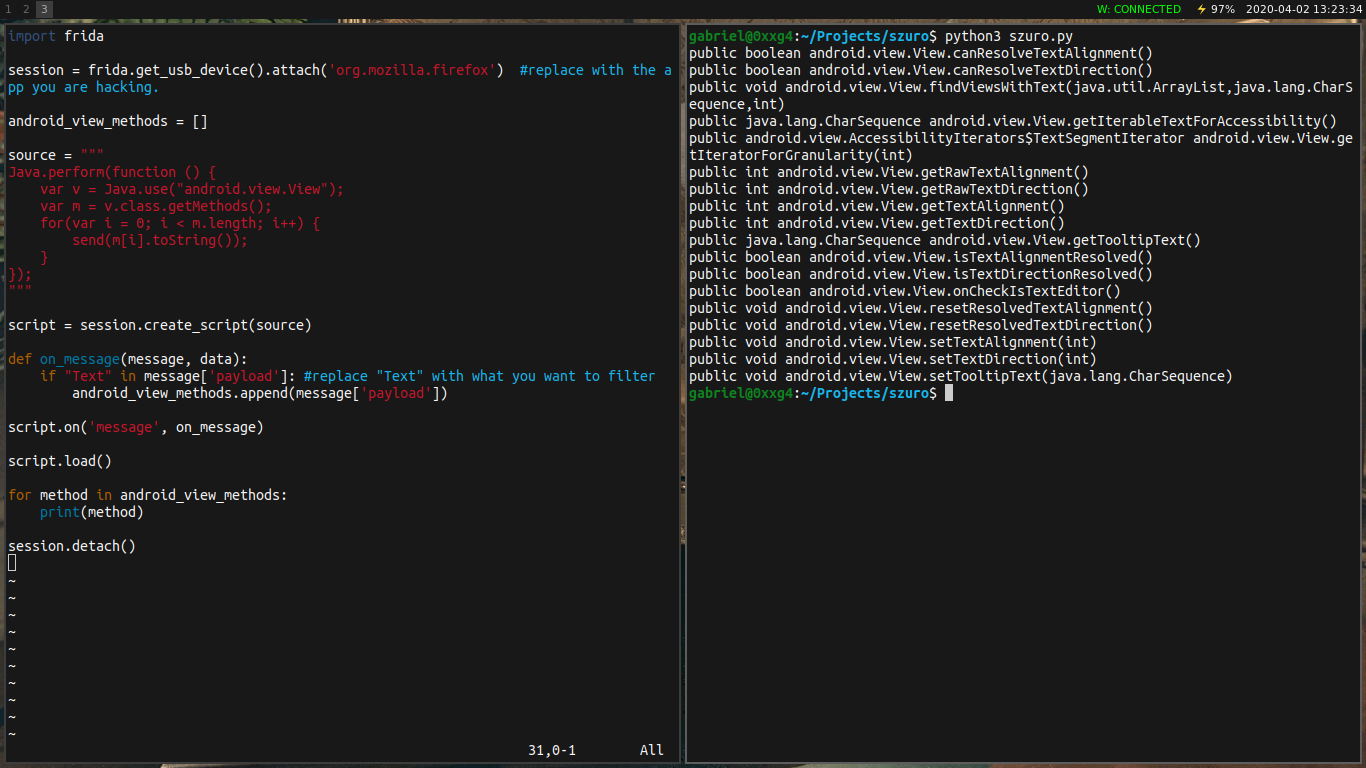 1 2 3 W: CONNECTED ⚡ 97% 2020-04-02 13:23:34
import frida
session = frida.get_usb_device().attach('org.mozilla.firefox')  #replace with the a
pp you are hacking.
android_view_methods = []
source = """
Java.perform(function () {
    var v = Java.use("android.view.View");
    var m = v.class.getMethods();
    for(var i = 0; i < m.length; i++) {
        send(m[i].toString());
    }
});
"""
script = session.create_script(source)
def on_message(message, data):
    if "Text" in message['payload']: #replace "Text" with what you want to filter
        android_view_methods.append(message['payload'])
script.on('message', on_message)
script.load()
for method in android_view_methods:
    print(method)
session.detach()
~
~
~
~
~
~
~
~
~
~
31,0-1 All
gabriel@0xxg4:~/Projects/szuro$ python3 szuro.py
public boolean android.view.View.canResolveTextAlignment()
public boolean android.view.View.canResolveTextDirection()
public void android.view.View.findViewsWithText(java.util.ArrayList,java.lang.CharS
equence,int)
public java.lang.CharSequence android.view.View.getIterableTextForAccessibility()
public android.view.AccessibilityIterators$TextSegmentIterator android.view.View.ge
tIteratorForGranularity(int)
public int android.view.View.getRawTextAlignment()
public int android.view.View.getRawTextDirection()
public int android.view.View.getTextAlignment()
public int android.view.View.getTextDirection()
public java.lang.CharSequence android.view.View.getTooltipText()
public boolean android.view.View.isTextAlignmentResolved()
public boolean android.view.View.isTextDirectionResolved()
public boolean android.view.View.onCheckIsTextEditor()
public void android.view.View.resetResolvedTextAlignment()
public void android.view.View.resetResolvedTextDirection()
public void android.view.View.setTextAlignment(int)
public void android.view.View.setTextDirection(int)
public void android.view.View.setTooltipText(java.lang.CharSequence)
gabriel@0xxg4:~/Projects/szuro$